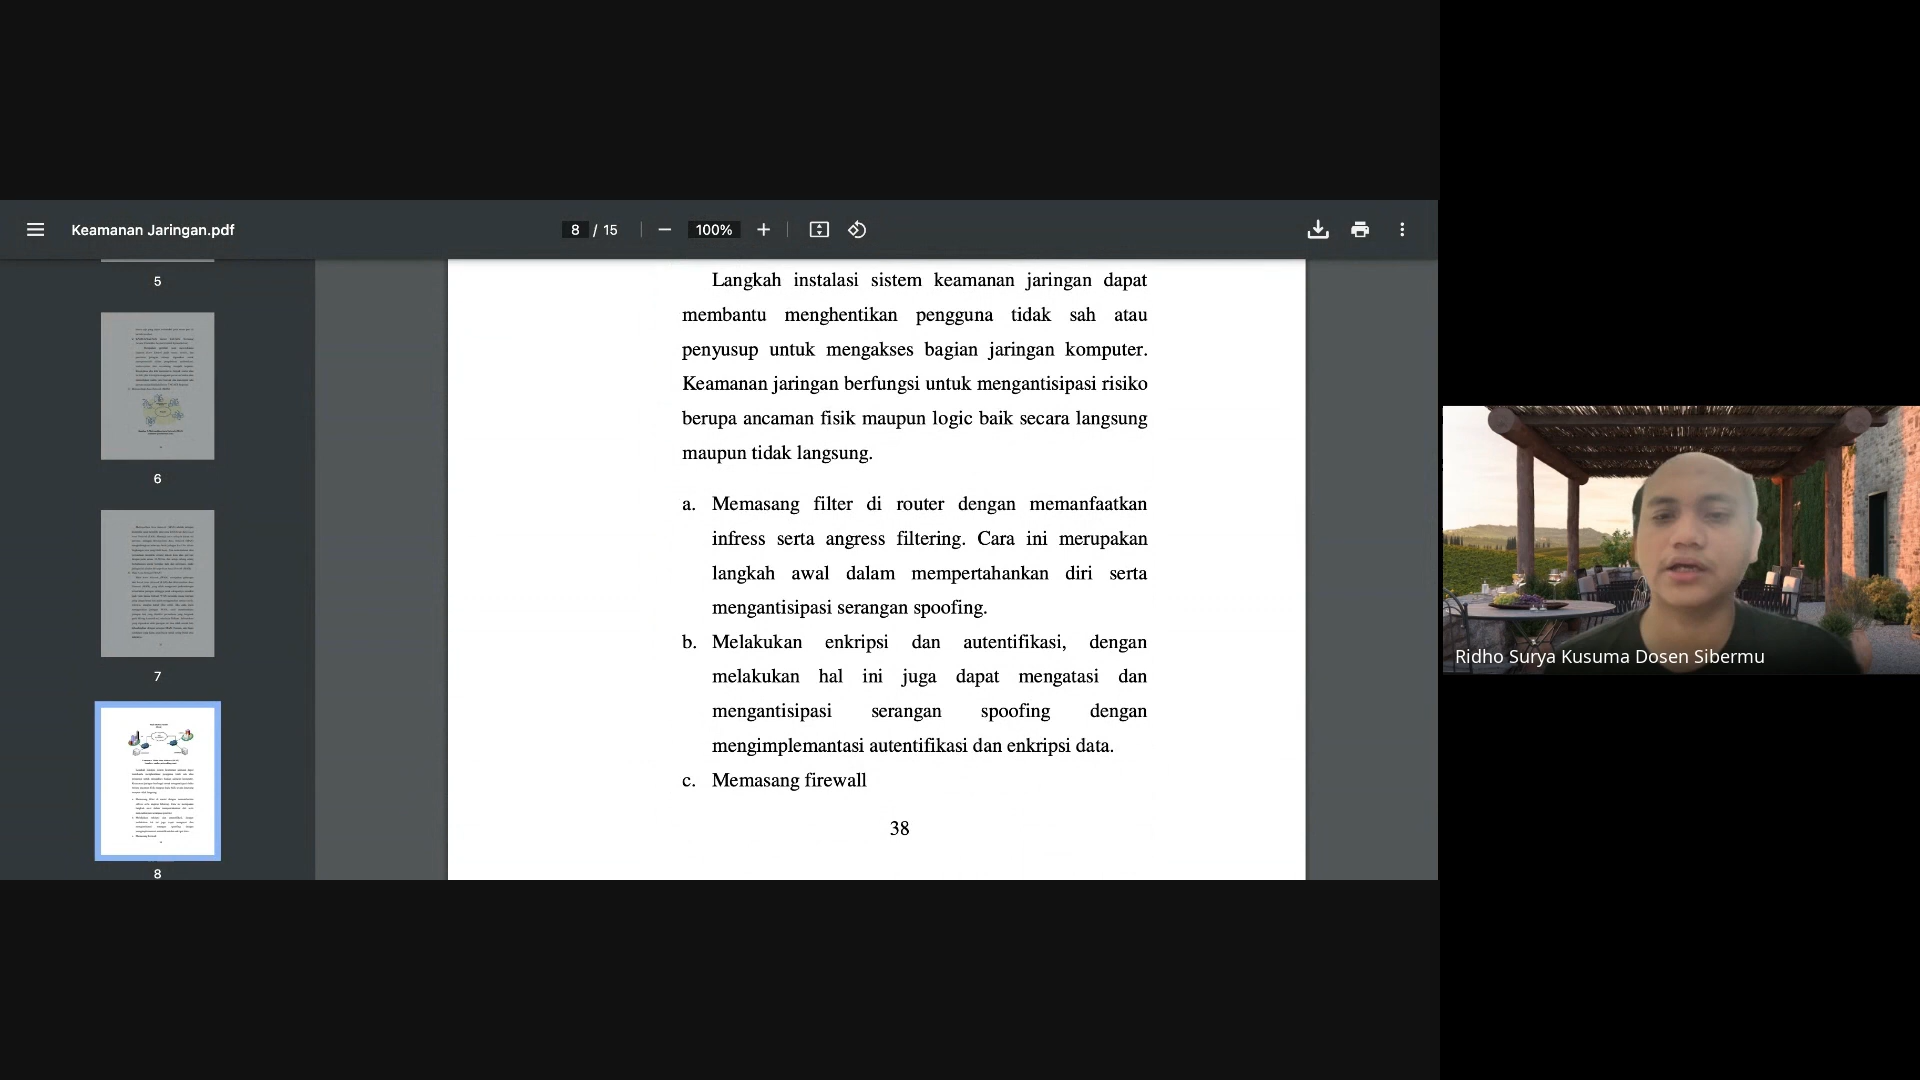 Keamanan Jaringan.pdf
8 / 15
100%
5
6
7
8
Langkah instalasi sistem keamanan jaringan dapat
membantu menghentikan pengguna tidak sah atau
penyusup untuk mengakses bagian jaringan komputer.
Keamanan jaringan berfungsi untuk mengantisipasi risiko
berupa ancaman fisik maupun logic baik secara langsung
maupun tidak langsung.
a. Memasang filter di router dengan memanfaatkan
infress serta angress filtering. Cara ini merupakan
langkah awal dalam mempertahankan diri serta
mengantisipasi serangan spoofing.
b. Melakukan enkripsi dan autentifikasi, dengan
melakukan hal ini juga dapat mengatasi dan
mengantisipasi serangan spoofing dengan
mengimplemantasi autentifikasi dan enkripsi data.
c. Memasang firewall
38
Ridho Surya Kusuma Dosen Sibermu